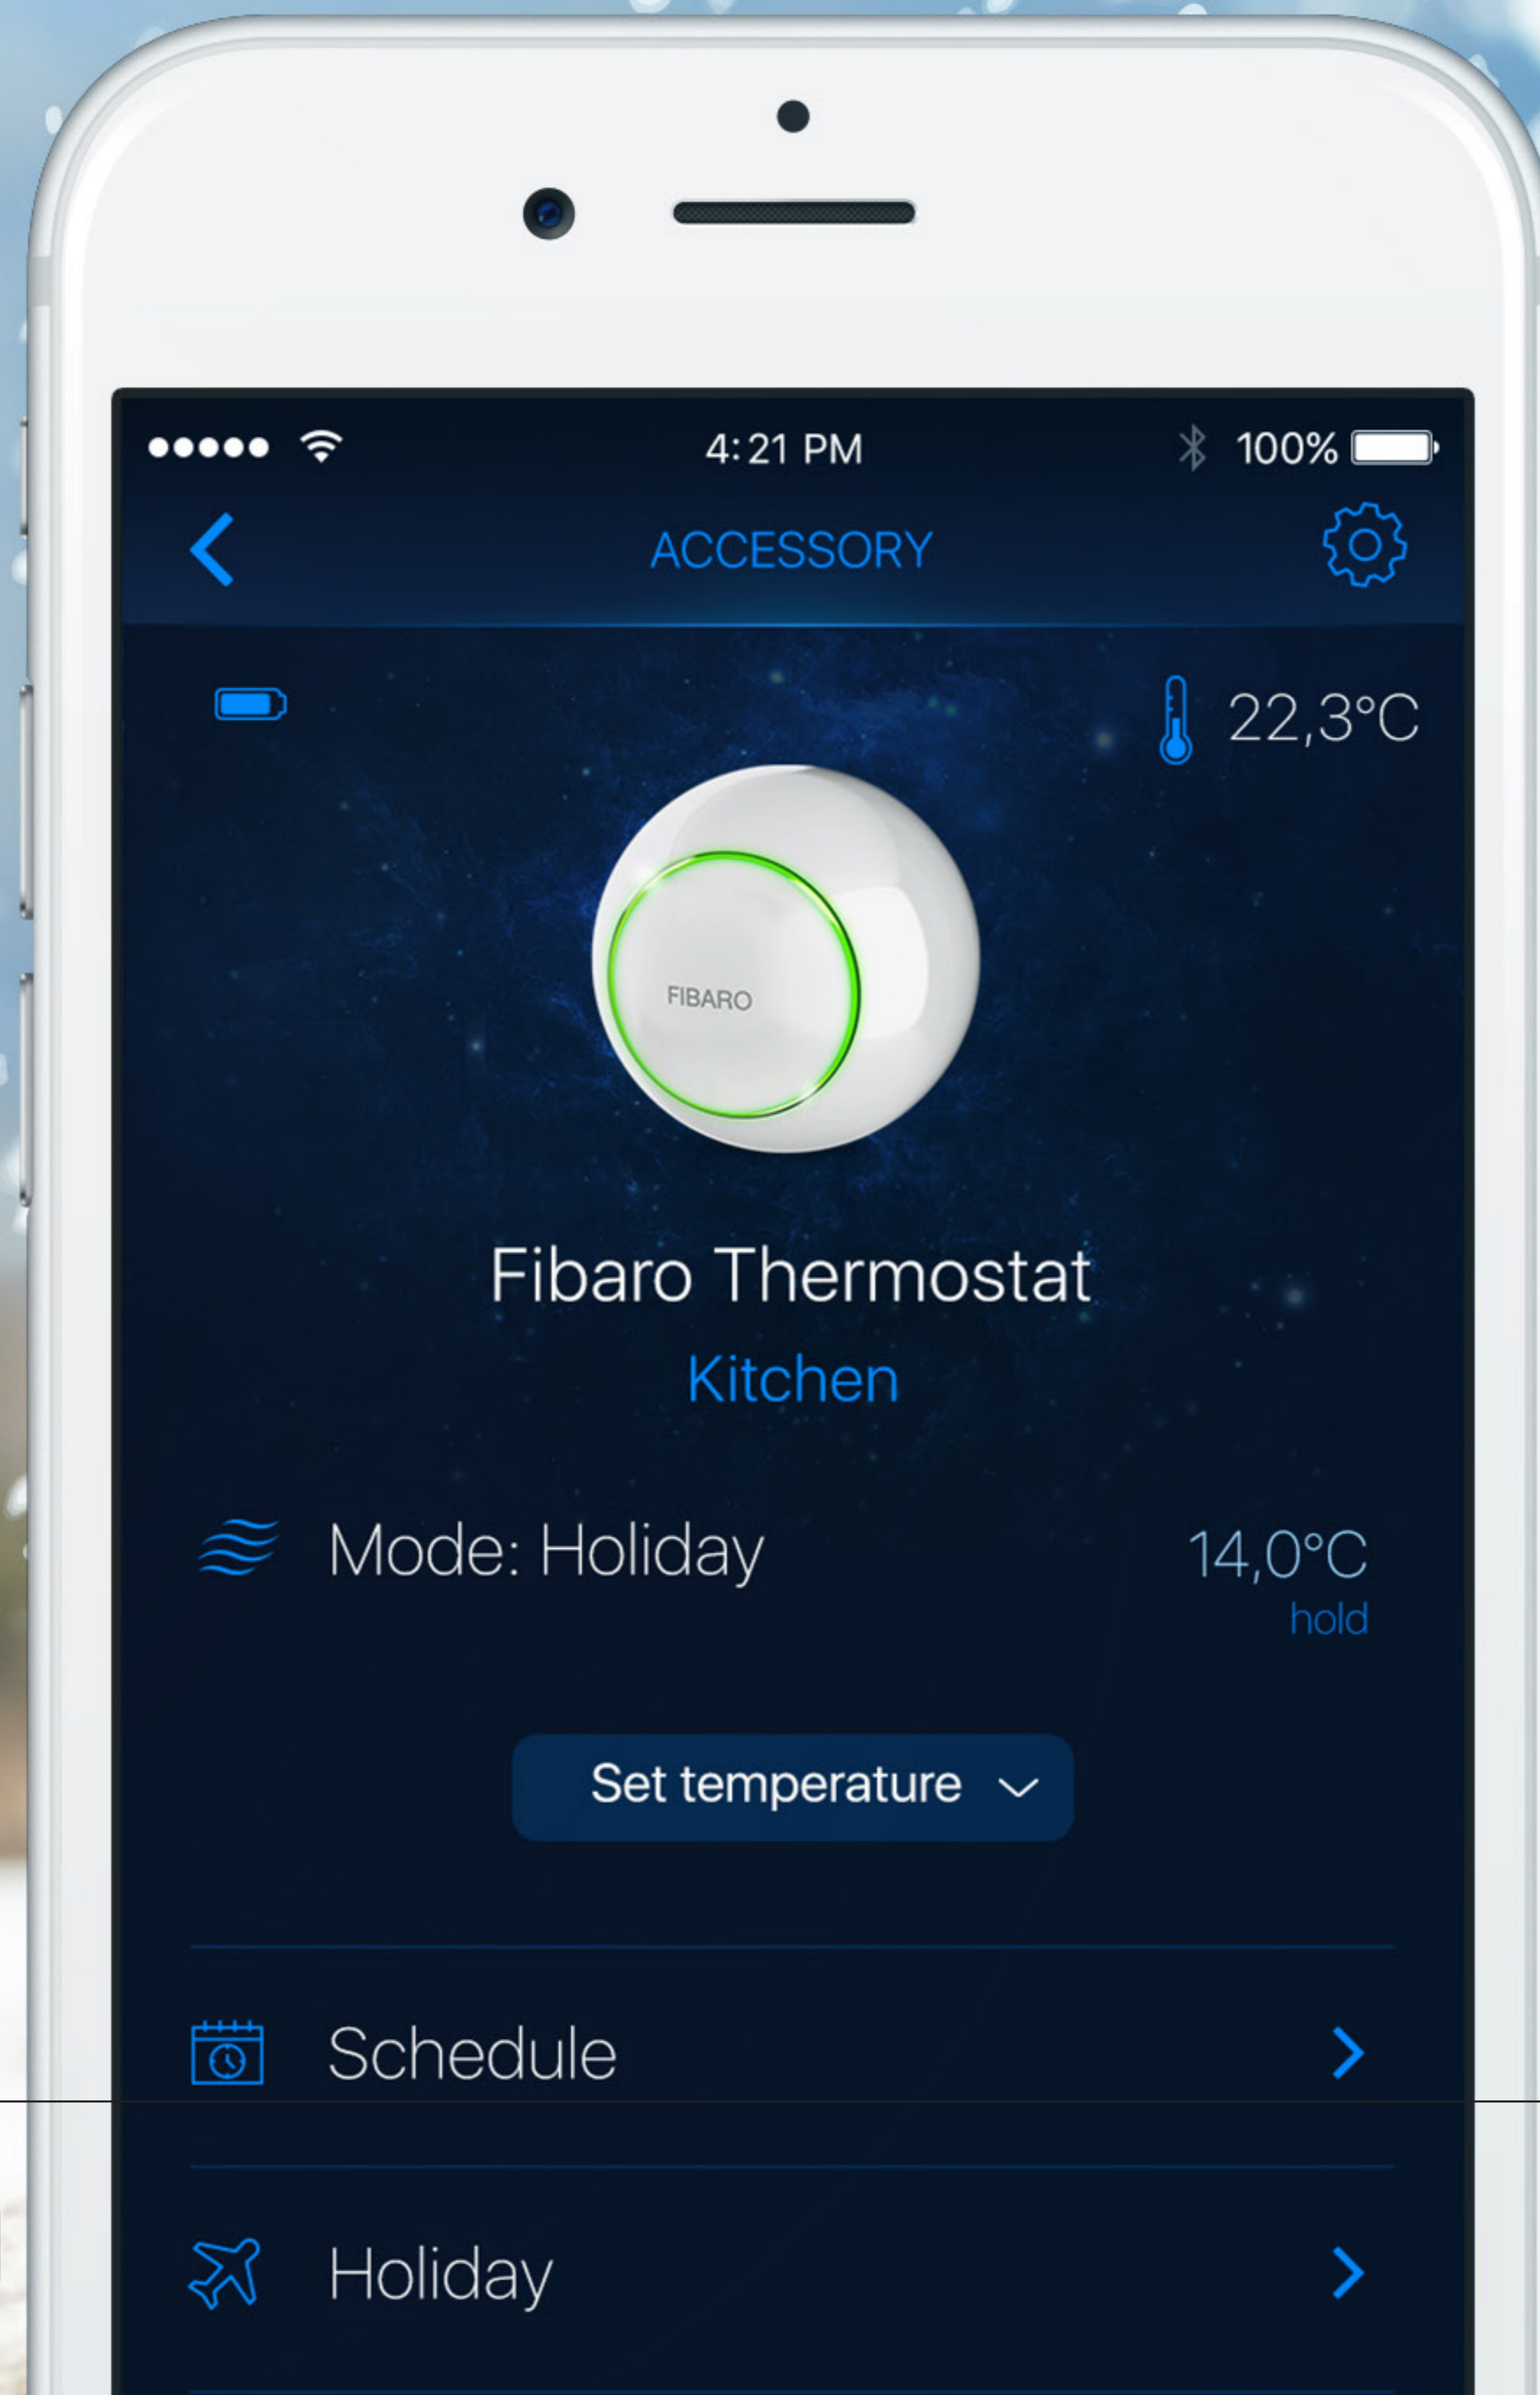 4:21 PM
100%
ACCESSORY
22,3°C
FIBARO
Fibaro Thermostat
Kitchen
Mode: Holiday
14,0°C
hold
Set temperature
Schedule
Holiday